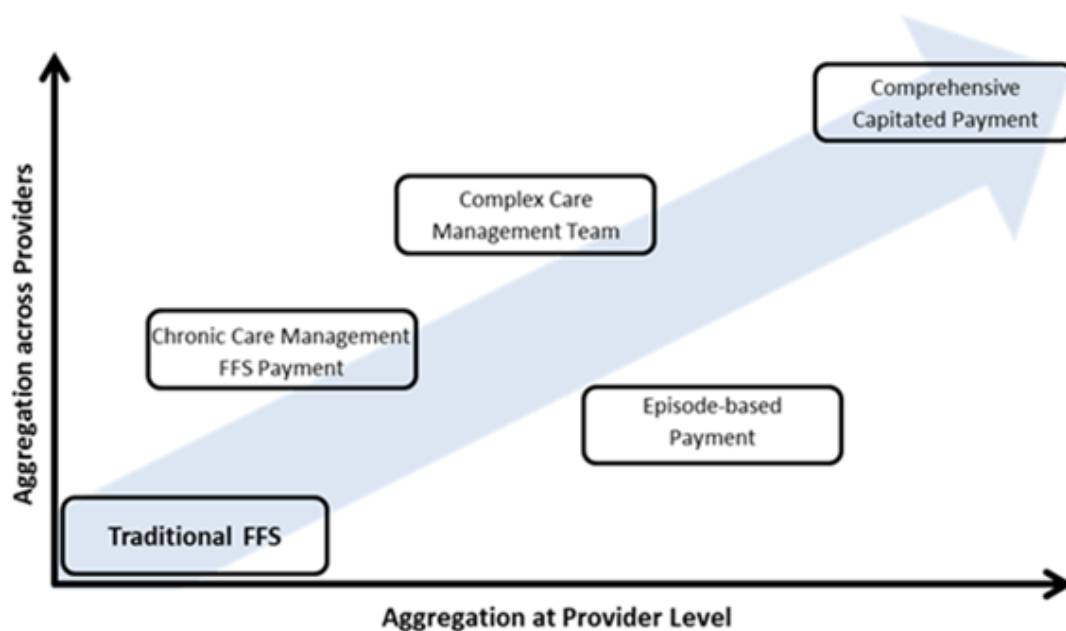 Comprehensive
Capitated Payment
Complex Care
Management Team
Chronic Care Management
FFS Payment
Episode-based
Payment
Traditional FFS
Aggregation across Providers
Aggregation at Provider Level